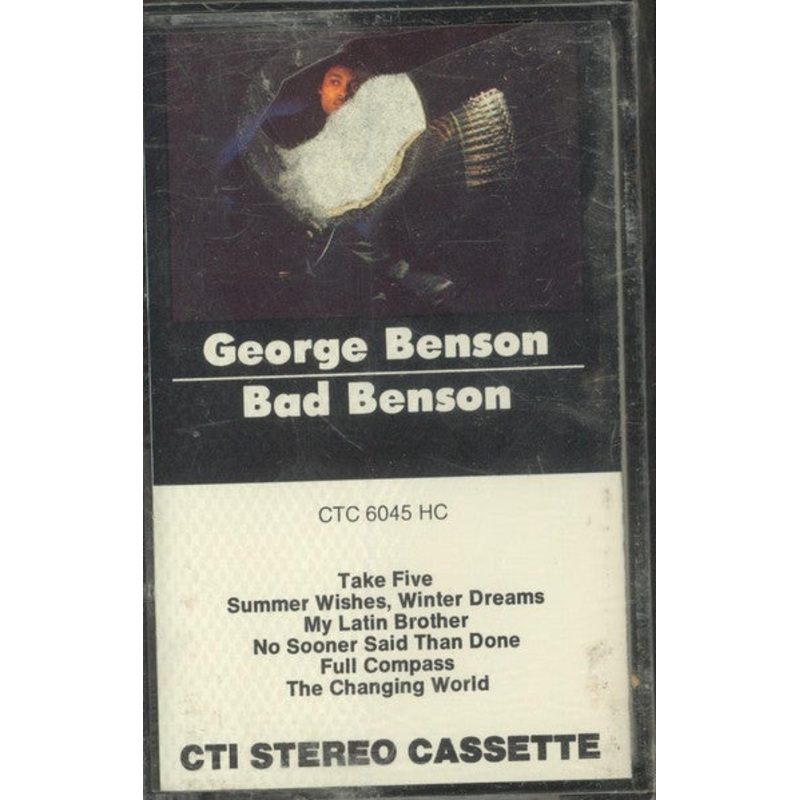 George Benson
Bad Benson
CTC 6045 HC
Take Five
Summer Wishes, Winter Dreams
My Latin Brother
No Sooner Said Than Done
Full Compass
The Changing World
CTI STEREO CASSETTE